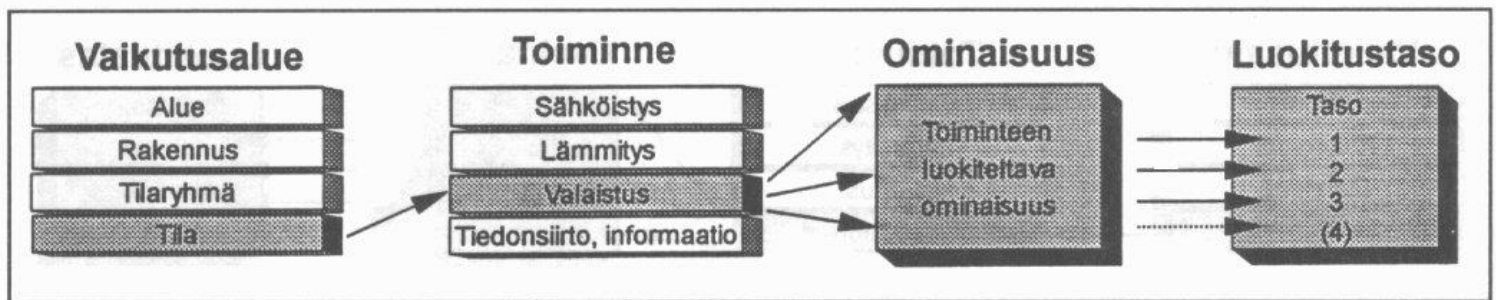 Vaikutusalue
Alue
Rakennus
Tilaryhmä
Tila
Toiminne
Sähköistys
Lämmitys
Valaistus
Tiedonsiirto, informaatio
Ominaisuus
Toiminteen
luokiteltava
ominaisuus
Luokitustaso
Taso
1
2
3
(4)